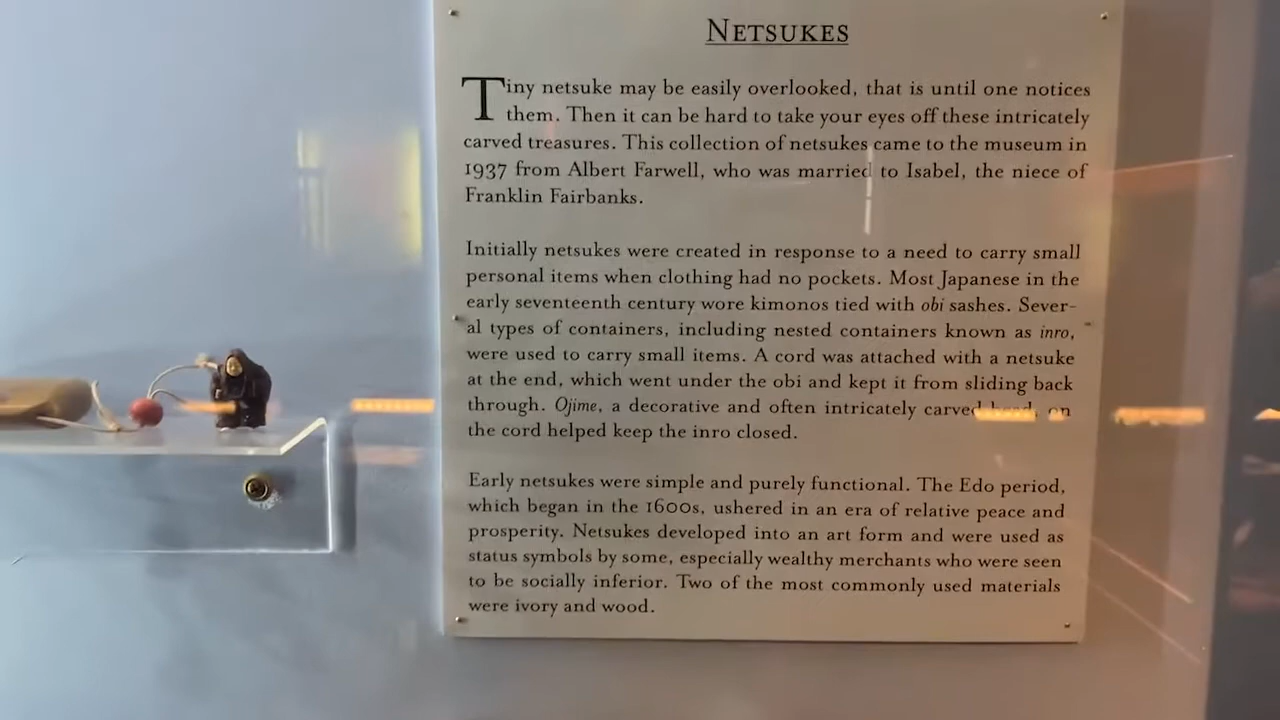 NETSUKES
Tiny netsuke may be easily overlooked, that is until one notices
them. Then it can be hard to take your eyes off these intricately
carved treasures. This collection of netsukes came to the museum in
1937 from Albert Farwell, who was married to Isabel, the niece of
Franklin Fairbanks.
Initially netsukes were created in response to a need to carry small
personal items when clothing had no pockets. Most Japanese in the
early seventeenth century wore kimonos tied with obi sashes. Sever-
al types of containers, including nested containers known as inro,
were used to carry small items. A cord was attached with a netsuke
at the end, which went under the obi and kept it from sliding back
through. Ojime, a decorative and often intricately carved bead, on
the cord helped keep the inro closed.
Early netsukes were simple and purely functional. The Edo period,
which began in the 1600s, ushered in an era of relative peace and
prosperity. Netsukes developed into an art form and were used as
status symbols by some, especially wealthy merchants who were seen
to be socially inferior. Two of the most commonly used materials
were ivory and wood.